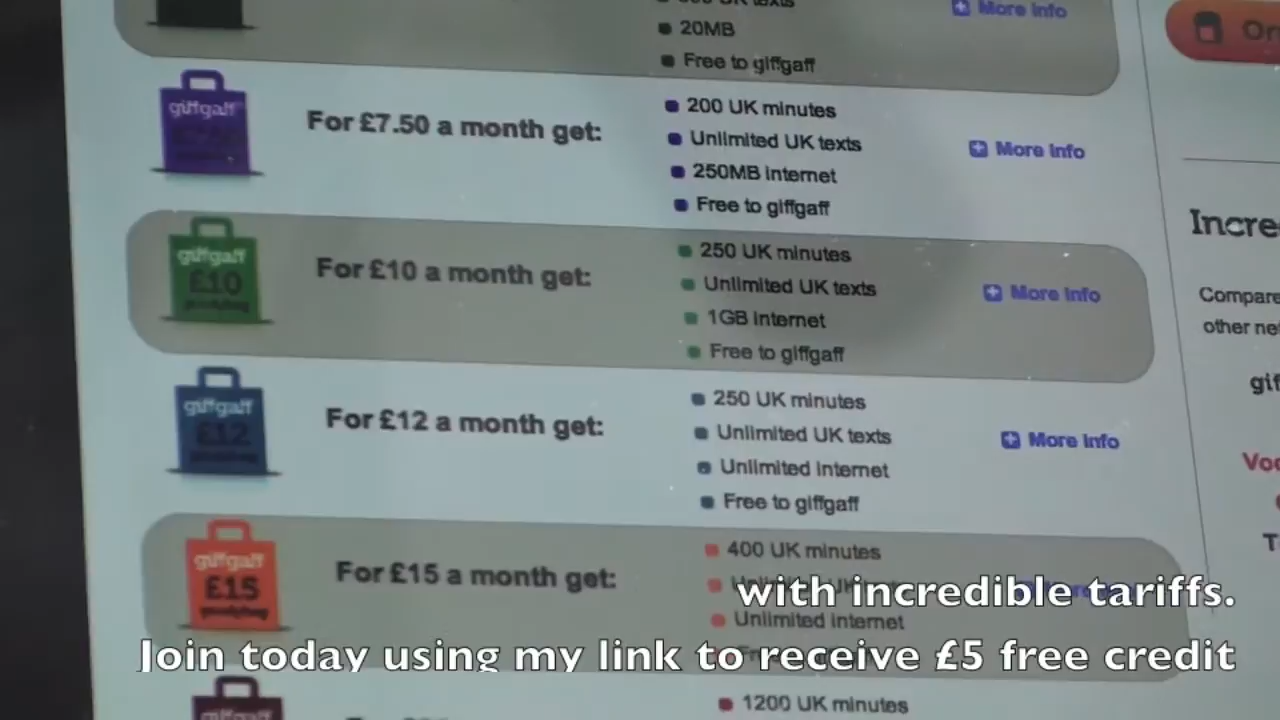 20MB
Free to giffgaff
More info
On
giffgaff
For £7.50 a month get:
200 UK minutes
Unlimited UK texts
250MB internet
Free to giffgaff
More info
giffgaff
£10
goodybag
For £10 a month get:
250 UK minutes
Unlimited UK texts
1GB internet
Free to giffgaff
More info
giffgaff
£12
For £12 a month get:
250 UK minutes
Unlimited UK texts
Unlimited internet
Free to giffgaff
More info
giffgaff
£15
goodybag
For £15 a month get:
400 UK minutes
Unlimited internet
giffgaff
1200 UK minutes
Incre
Compare
other ne
gif
Vo
T
with incredible tariffs.
Join today using my link to receive £5 free credit